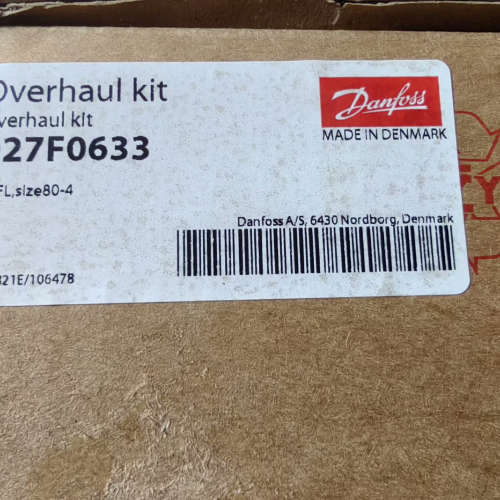 Overhaul kit
verhaul kit
27F0633
FL,size80-4
Danfoss
MADE IN DENMARK
Danfoss A/S, 6430 Nordborg, Denmark
321E/106478